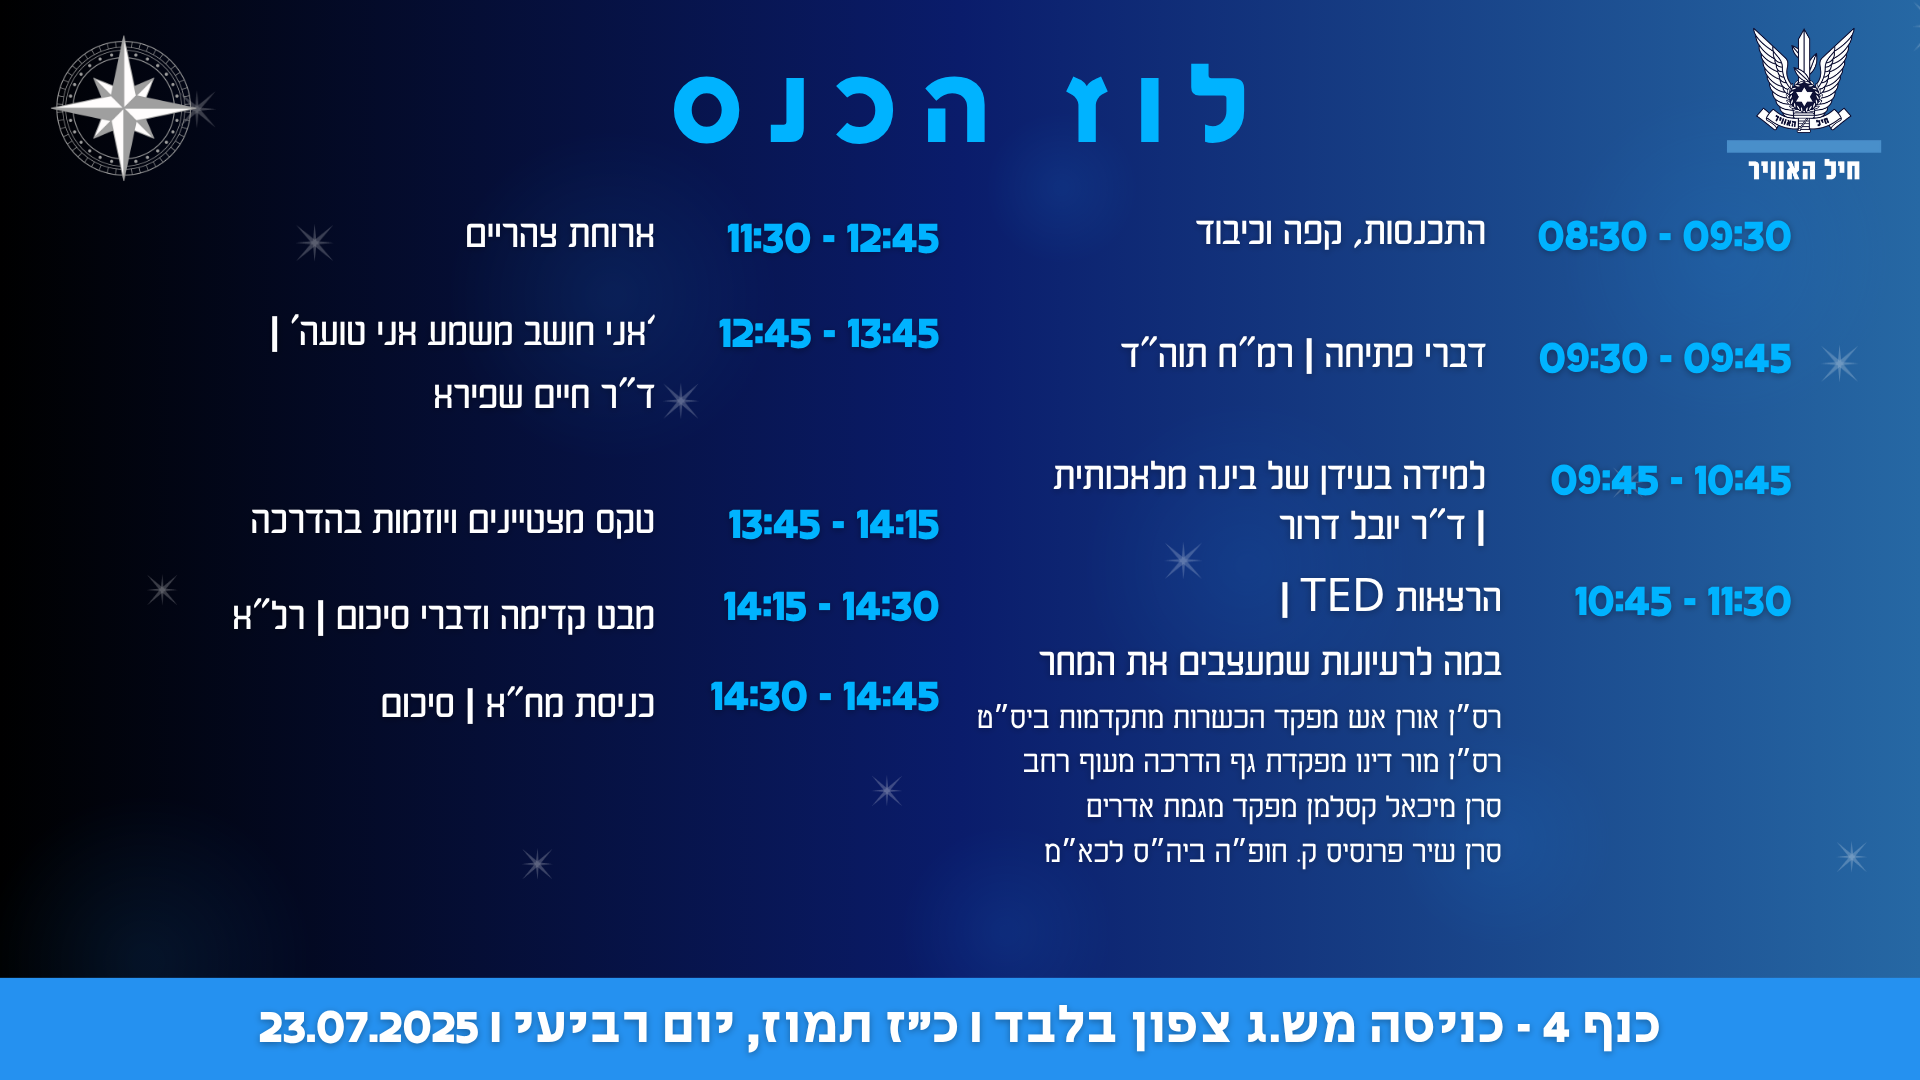 לוז הכנס
חיל האוויר
חיל האוויר
08:30 - 09:30
התכנסות, קפה וכיבוד
09:30 - 09:45
דברי פתיחה | רמ״ח תוה״ד
09:45 - 10:45
למידה בעידן של בינה מלאכותית
| ד״ר יובל דרור
10:45 - 11:30
הרצאות TED |
במה לרעיונות שמעצבים את המחר
רס״ן אורן אש מפקד הכשרות מתקדמות ביס״ט
רס״ן מור דינו מפקדת גף הדרכה מעוף רחב
סרן מיכאל קסלמן מפקד מגמת אדרים
סרן שיר פרנסיס ק. חופ״ה ביה״ס לכא״מ
11:30 - 12:45
ארוחת צהריים
12:45 - 13:45
׳אני חושב משמע אני טועה׳ |
ד״ר חיים שפירא
13:45 - 14:15
טקס מצטיינים ויוזמות בהדרכה
14:15 - 14:30
מבט קדימה ודברי סיכום | רל״א
14:30 - 14:45
כניסת מח״א | סיכום
כנף 4 - כניסה מש.ג צפון בלבד ו כ״ז תמוז, יום רביעי ו 23.07.2025